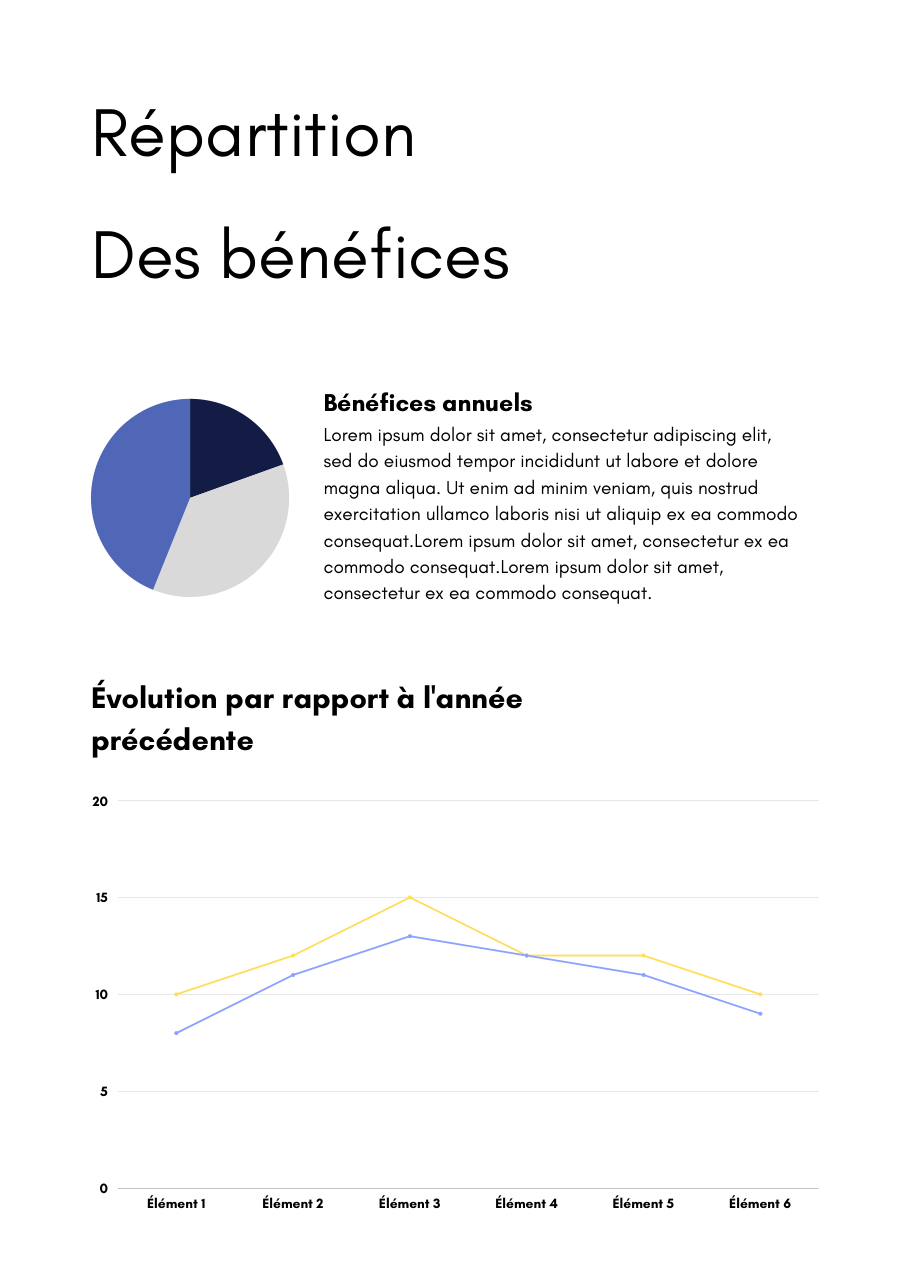 Répartition
Des bénéfices
Bénéfices annuels
Lorem ipsum dolor sit amet, consectetur adipiscing elit,
sed do eiusmod tempor incididunt ut labore et dolore
magna aliqua. Ut enim ad minim veniam, quis nostrud
exercitation ullamco laboris nisi ut aliquip ex ea commodo
consequat.Lorem ipsum dolor sit amet, consectetur ex ea
commodo consequat.Lorem ipsum dolor sit amet,
consectetur ex ea commodo consequat.
Évolution par rapport à l'année
précédente
20
15
10
5
0
Élément 1 Élément 2 Élément 3 Élément 4 Élément 5 Élément 6